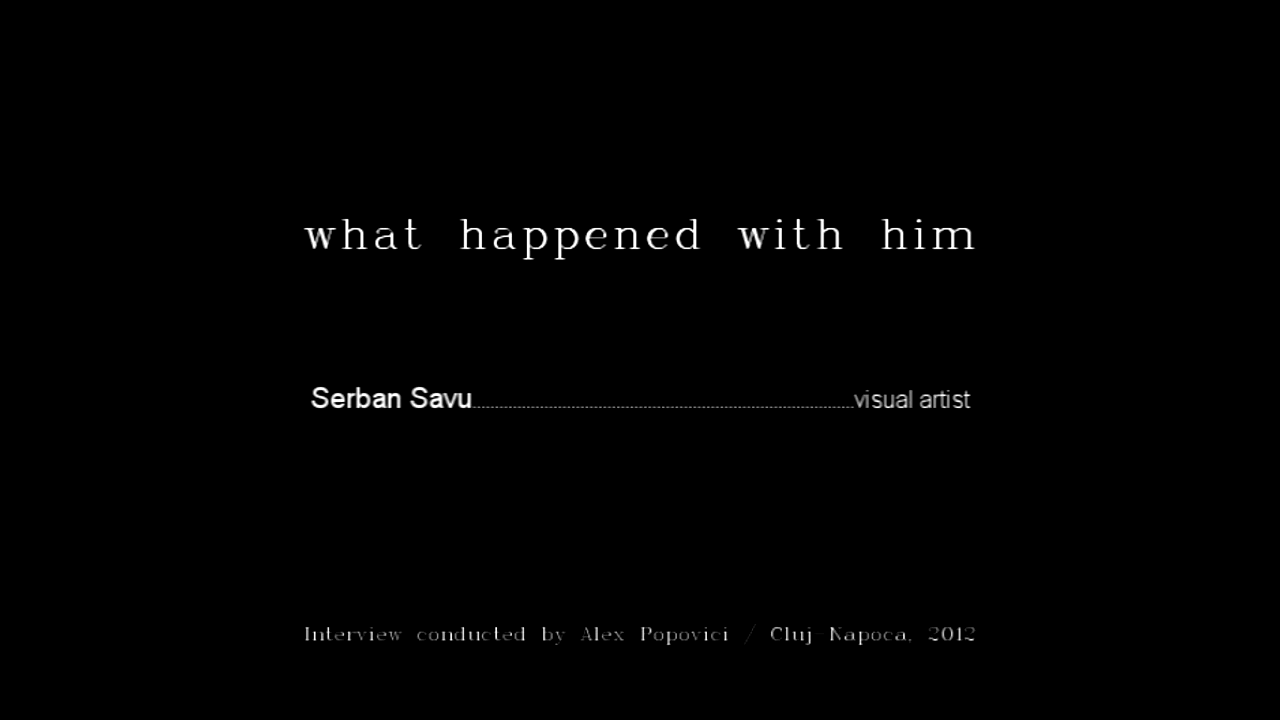 what happened with him
Serban Savu........................visual artist
Interview conducted by Alex Popovici / Cluj-Napoca, 2012